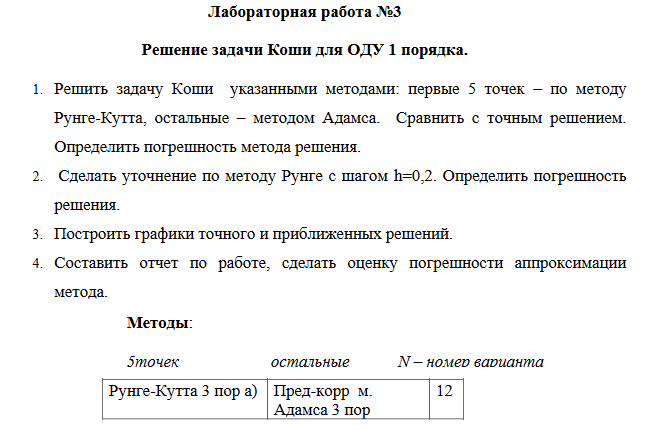 Лабораторная работа №3
Решение задачи Коши для ОДУ 1 порядка.
1. Решить задачу Коши указанными методами: первые 5 точек – по методу
Рунге-Кутта, остальные – методом Адамса. Сравнить с точным решением.
Определить погрешность метода решения.
2. Сделать уточнение по методу Рунге с шагом h=0,2. Определить погрешность
решения.
3. Построить графики точного и приближенных решений.
4. Составить отчет по работе, сделать оценку погрешности аппроксимации
метода.
Методы:
5точек остальные N – номер варианта
Рунге-Кутта 3 пор а) Пред-корр м. 12
Адамса 3 пор